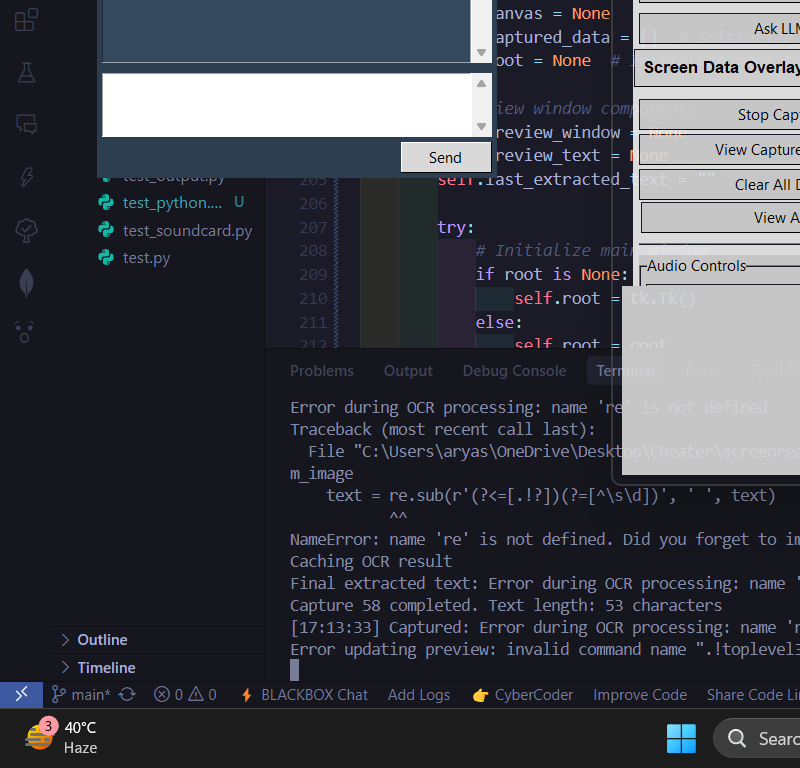 anvas = None
aptured_data = [] # Initi
oot = None # I
iew window components
review_window = None
review_text = None
Send
test_output.py
205 self.last_extracted_text = ""
test_python.... U
206
test_soundcard.py
207 try:
208 # Initialize main window
test.py
209 if root is None:
210 self.root = tk.Tk()
211 else:
212 self.root = root
Ask LLM
Screen Data Overlay
Stop Capt
View Capture
Clear All D
View A
Audio Controls
Problems Output Debug Console Terminal Ports Spell C
Error during OCR processing: name 're' is not defined
Traceback (most recent call last):
File "C:\Users\aryas\OneDrive\Desktop\Cheater\screenrea
m_image
text = re.sub(r'(?<=[.!?])(?=[^\s\d])', ' ', text)
^^
NameError: name 're' is not defined. Did you forget to im
Caching OCR result
Final extracted text: Error during OCR processing: name '
Capture 58 completed. Text length: 53 characters
[17:13:33] Captured: Error during OCR processing: name 'r
Error updating preview: invalid command name ".!toplevel3
Outline
Timeline
main* 0 0 BLACKBOX Chat Add Logs CyberCoder Improve Code Share Code Li
3
40°C
Haze
Searc